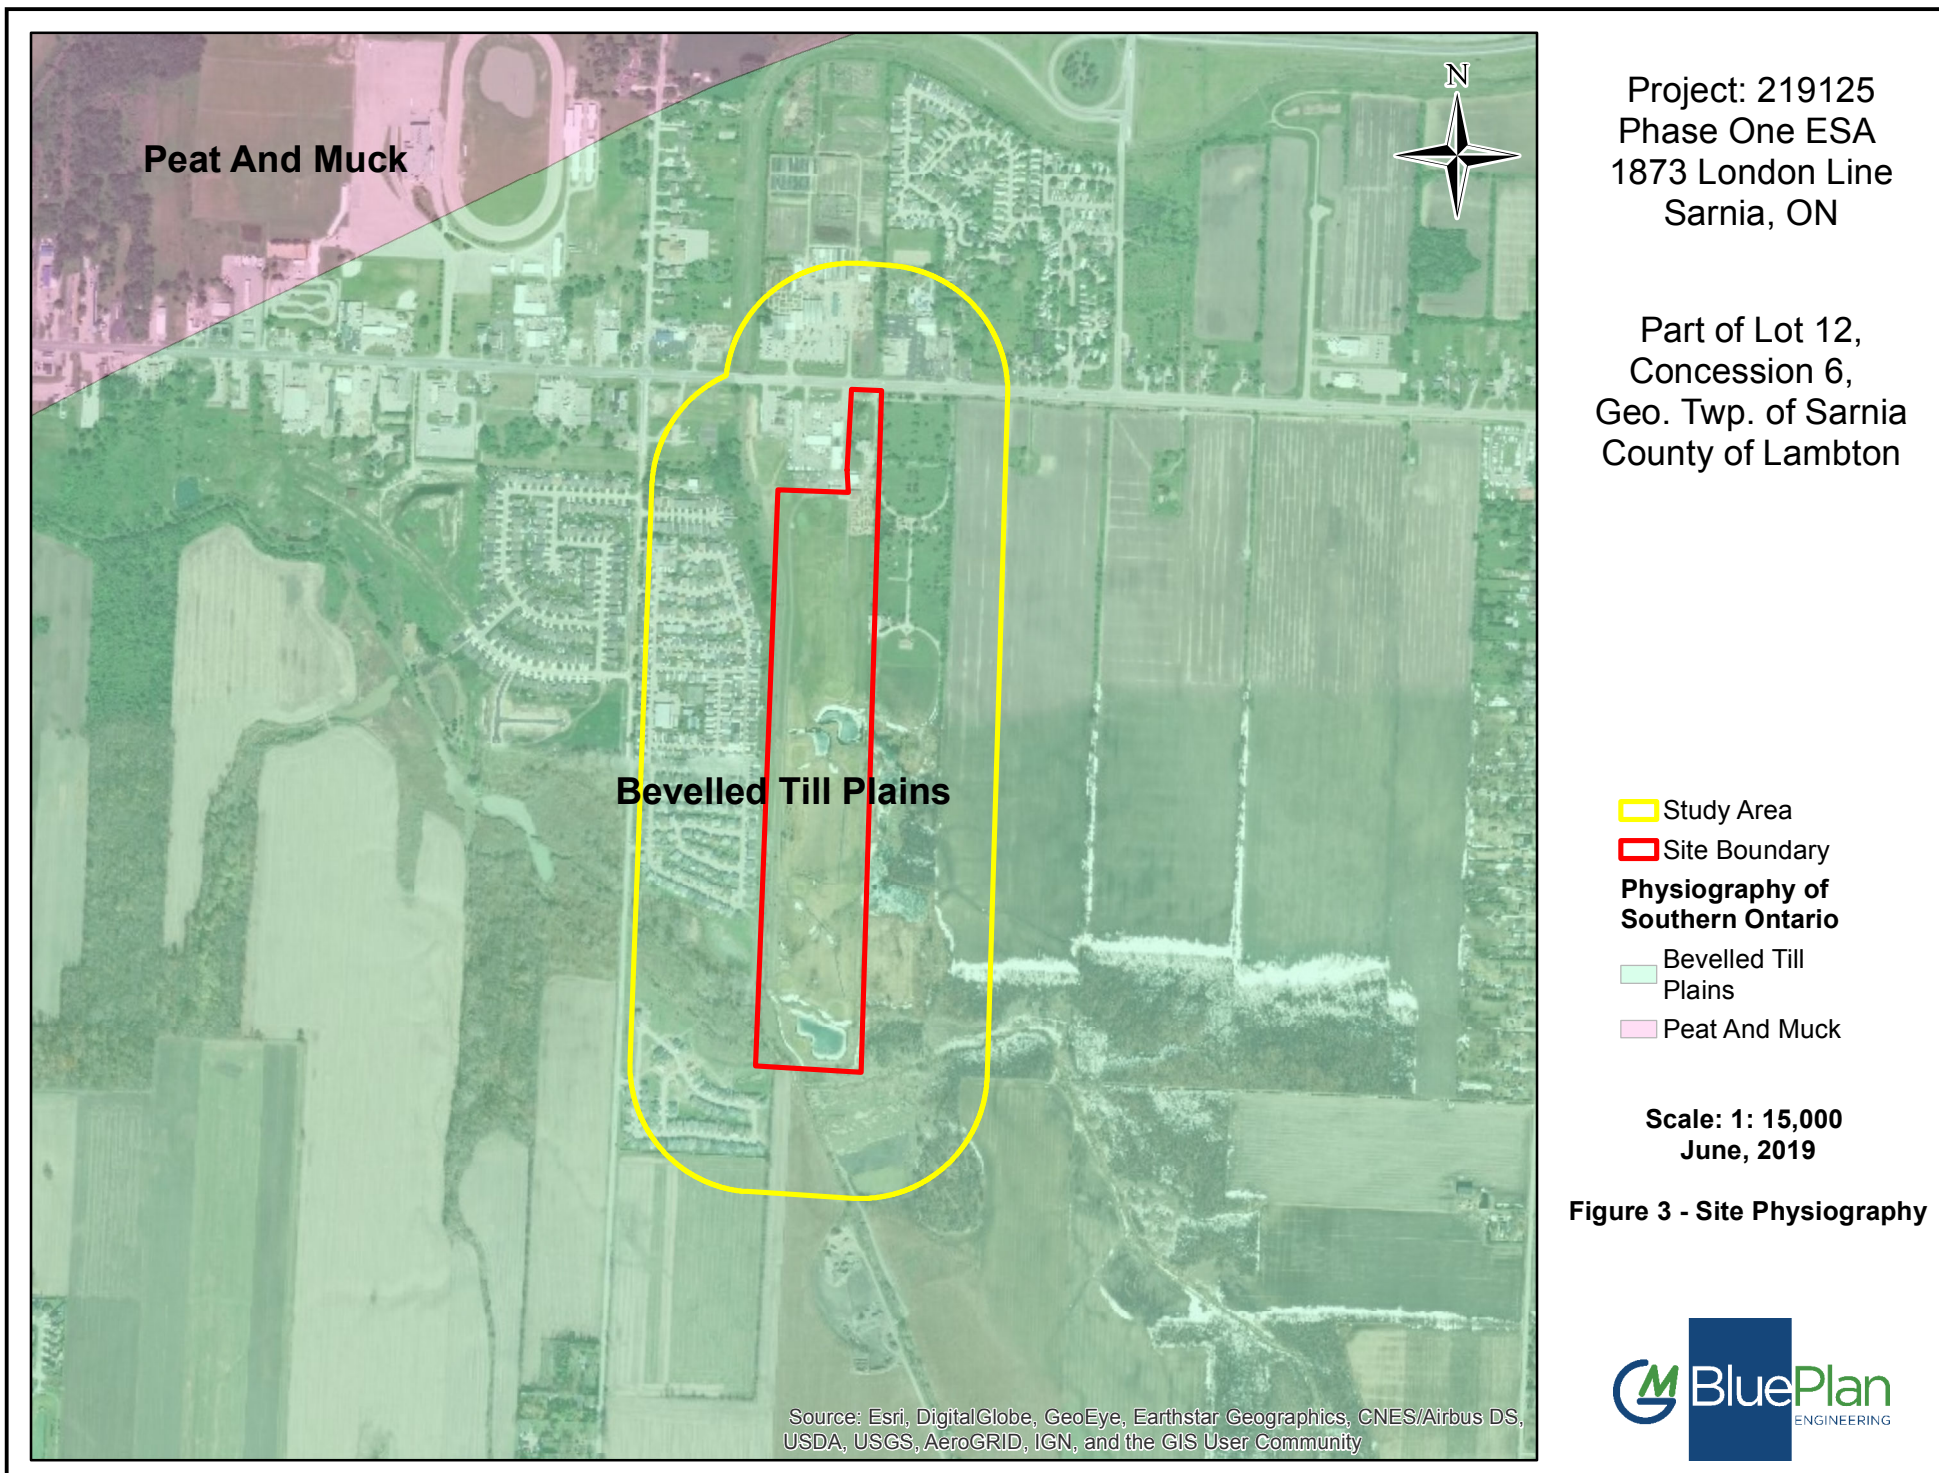 Peat And Muck
N
Bevelled Till Plains
Source: Esri, DigitalGlobe, GeoEye, Earthstar Geographics, CNES/Airbus DS,
USDA, USGS, AeroGRID, IGN, and the GIS User Community
Project: 219125
Phase One ESA
1873 London Line
Sarnia, ON
Part of Lot 12,
Concession 6,
Geo. Twp. of Sarnia
County of Lambton
Study Area
Site Boundary
Physiography of
Southern Ontario
Bevelled Till
Plains
Peat And Muck
Scale: 1: 15,000
June, 2019
Figure 3 - Site Physiography
GM BluePlan
ENGINEERING